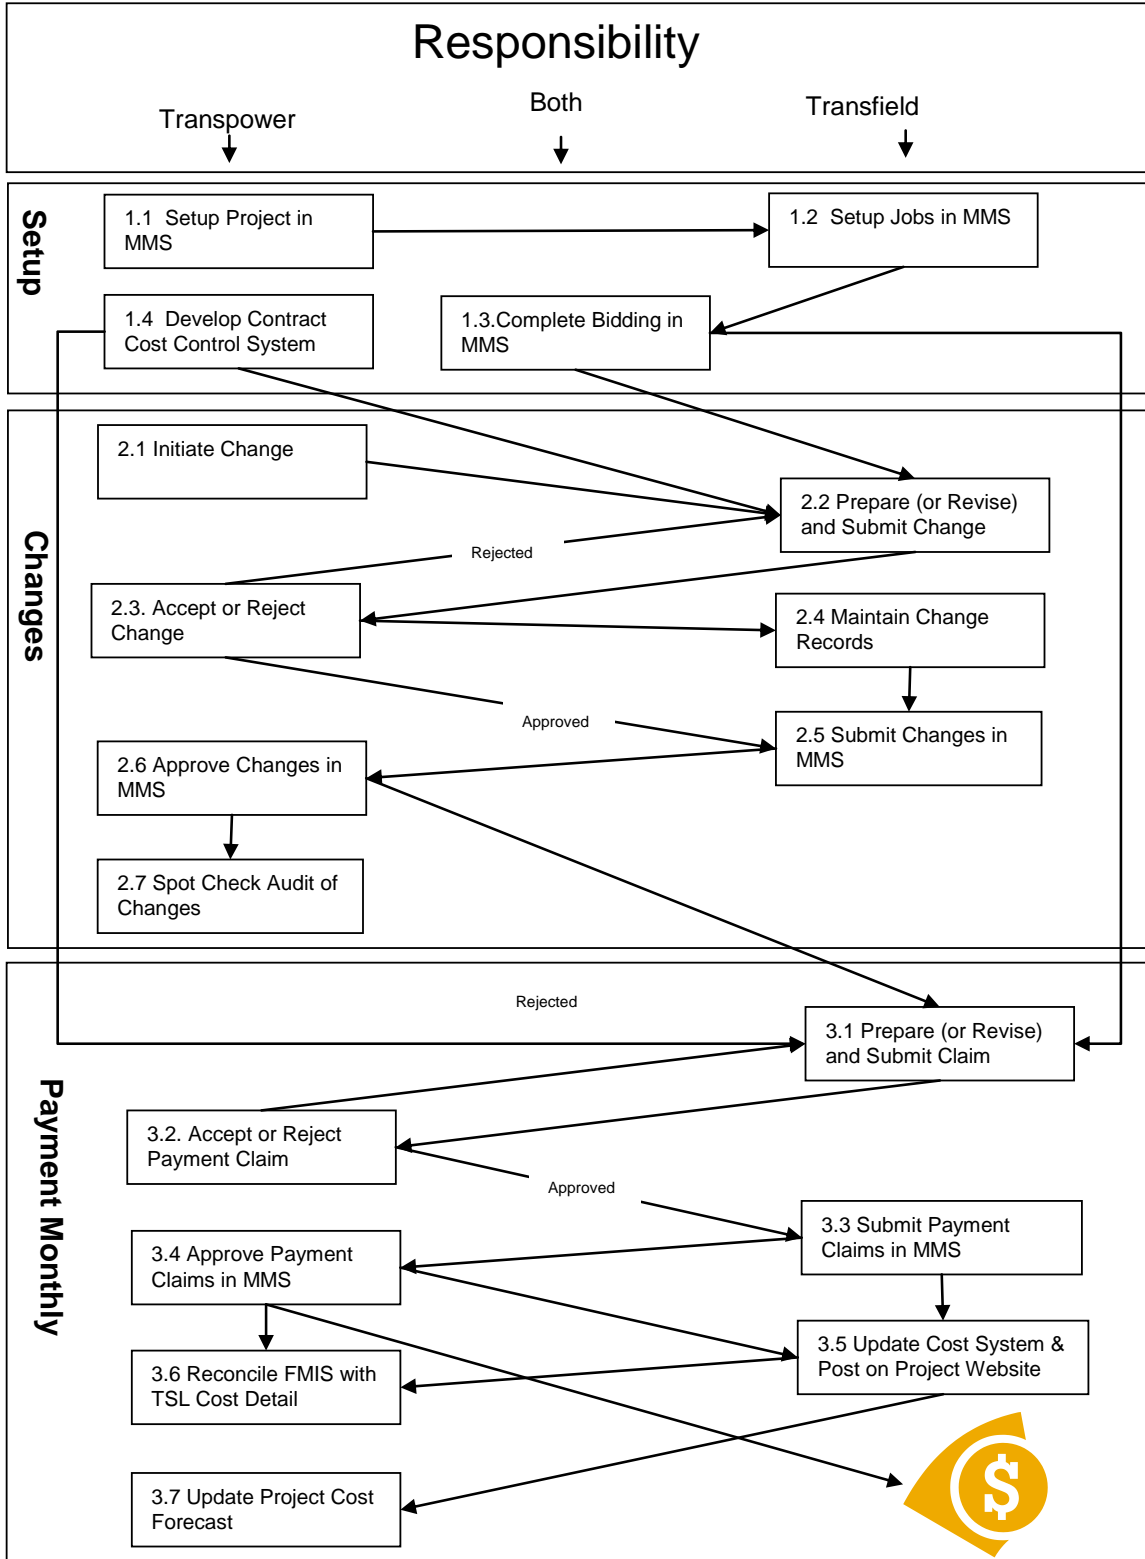 Responsibility
Transpower
Both
Transfield
Setup
1.1 Setup Project in
MMS
1.2 Setup Jobs in MMS
1.4 Develop Contract
Cost Control System
1.3.Complete Bidding in
MMS
Changes
2.1 Initiate Change
2.2 Prepare (or Revise)
and Submit Change
Rejected
2.3. Accept or Reject
Change
2.4 Maintain Change
Records
Approved
2.5 Submit Changes in
MMS
2.6 Approve Changes in
MMS
2.7 Spot Check Audit of
Changes
Payment Monthly
Rejected
3.1 Prepare (or Revise)
and Submit Claim
3.2. Accept or Reject
Payment Claim
Approved
3.3 Submit Payment
Claims in MMS
3.4 Approve Payment
Claims in MMS
3.5 Update Cost System &
Post on Project Website
3.6 Reconcile FMIS with
TSL Cost Detail
3.7 Update Project Cost
Forecast
$